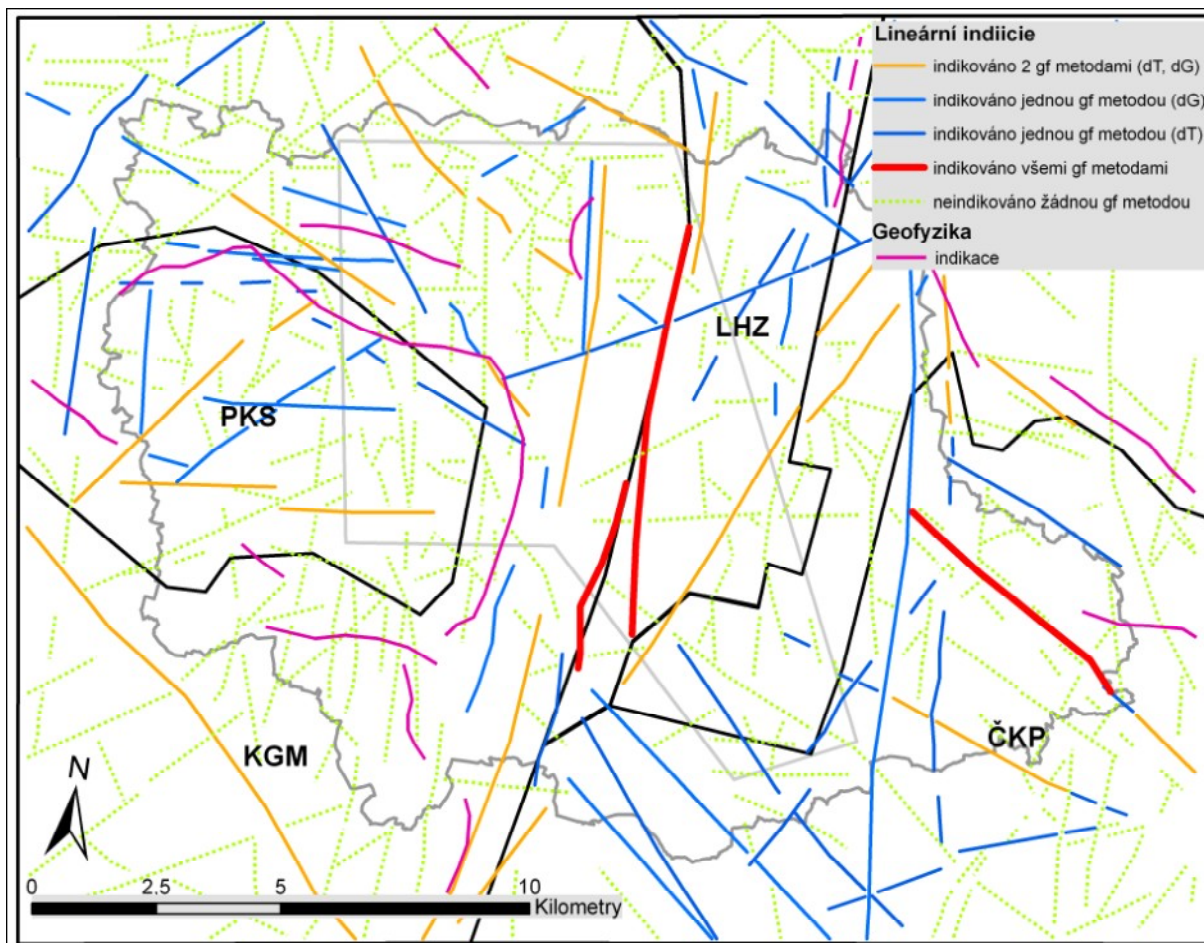 Lineární indiicie
indikováno 2 gf metodami (dT, dG)
indikováno jednou gf metodou (dG)
indikováno jednou gf metodou (dT)
indikováno všemi gf metodami
neindikováno žádnou gf metodou
Geofyzika
indikace
LHZ
PKS
KGM
ČKP
N
0 2,5 5 10
Kilometry